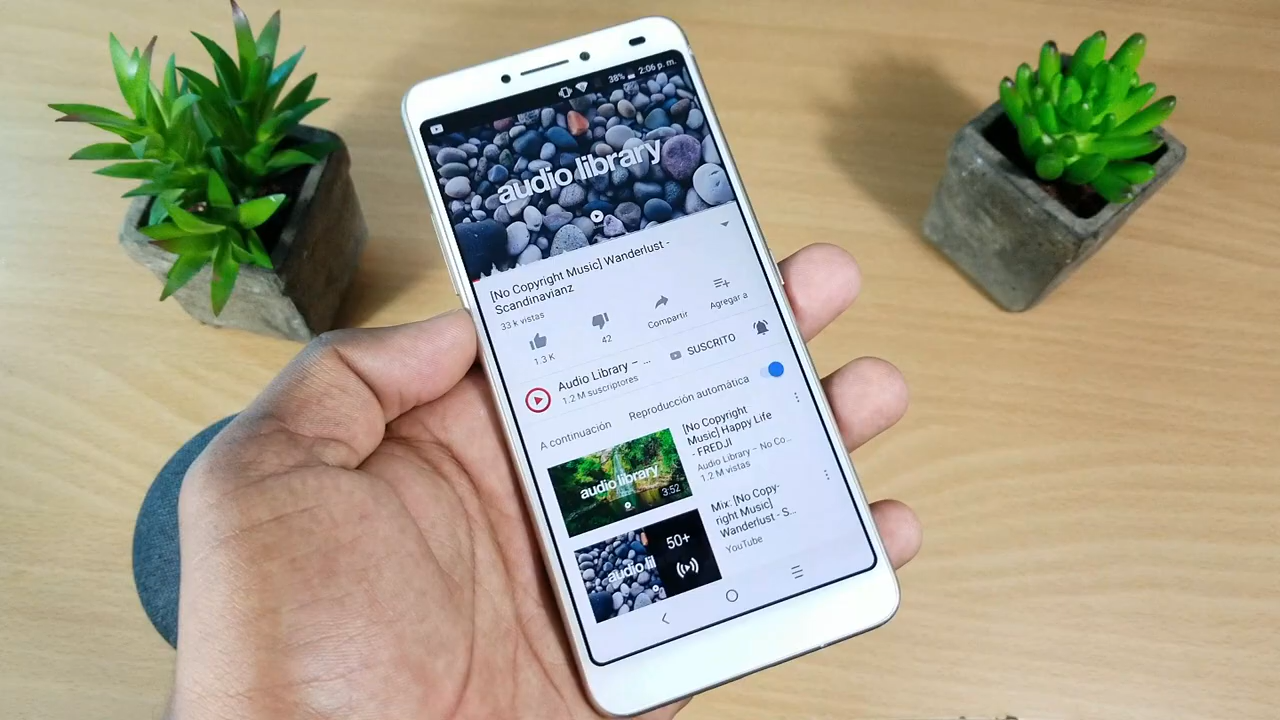 38% 2:06 p. m.
audio library
[No Copyright Music] Wanderlust -
Scandinavianz
33 k vistas
1.3 K
42
Compartir
Agregar a
Audio Library – ...
1.2 M suscriptores
SUSCRITO
A continuación
Reproducción automática
audio library
3:52
[No Copyright
Music] Happy Life
- FREDJI
Audio Library – No Co...
1.2 M vistas
audio lil
50+
Mix: [No Copy-
right Music]
Wanderlust - S...
YouTube